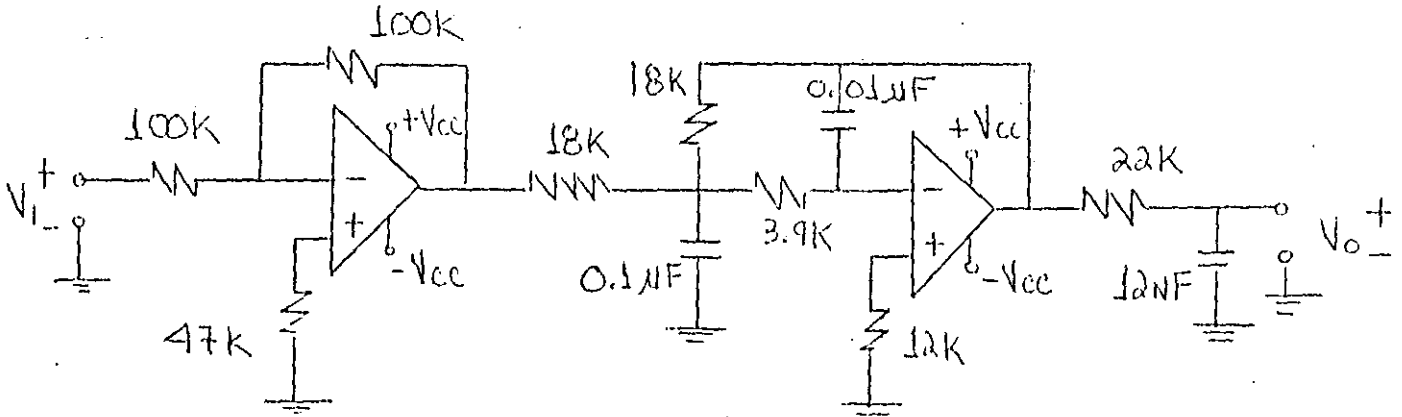 100K
18K
0.01µF
100K
+Vcc
+Vcc
18K
22K
V1
+
-
-
+
3.9K
-
+
Vo
+
-
-Vcc
0.1µF
-Vcc
12NF
47K
12K